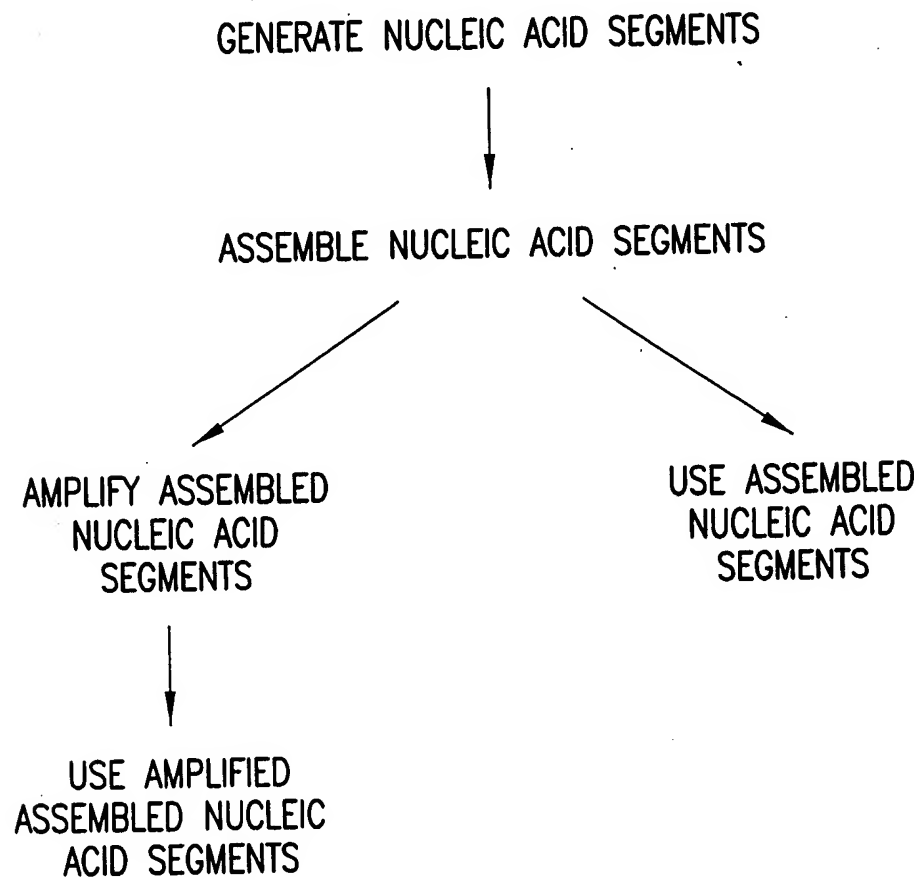 GENERATE NUCLEIC ACID SEGMENTS
ASSEMBLE NUCLEIC ACID SEGMENTS
AMPLIFY ASSEMBLED
NUCLEIC ACID
SEGMENTS
USE ASSEMBLED
NUCLEIC ACID
SEGMENTS
USE AMPLIFIED
ASSEMBLED NUCLEIC
ACID SEGMENTS